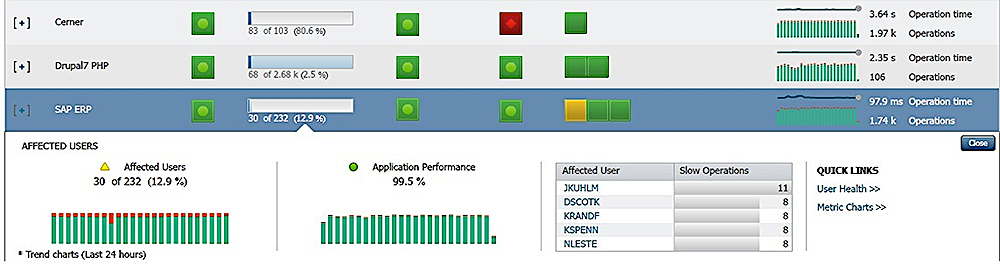 [+] Cerner 83 of 103 (80.6 %) 3.64 s Operation time
1.97 k Operations
[+] Drupal7 PHP 68 of 2.68 k (2.5 %) 2.35 s Operation time
106 Operations
[+] SAP ERP 30 of 232 (12.9 %) 97.9 ms Operation time
1.74 k Operations
AFFECTED USERS Close
Affected Users
30 of 232 (12.9 %)
* Trend charts (Last 24 hours)
Application Performance
99.5 %
Affected User Slow Operations
JKUHLM 11
DSCOTK 8
KRANDF 8
KSPENN 8
NLESTE 8
QUICK LINKS
User Health >>
Metric Charts >>